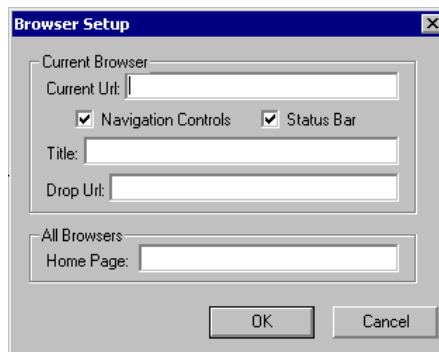 Browser Setup
Current Browser
Current Url:
Navigation Controls Status Bar
Title:
Drop Url:
All Browsers
Home Page:
OK Cancel